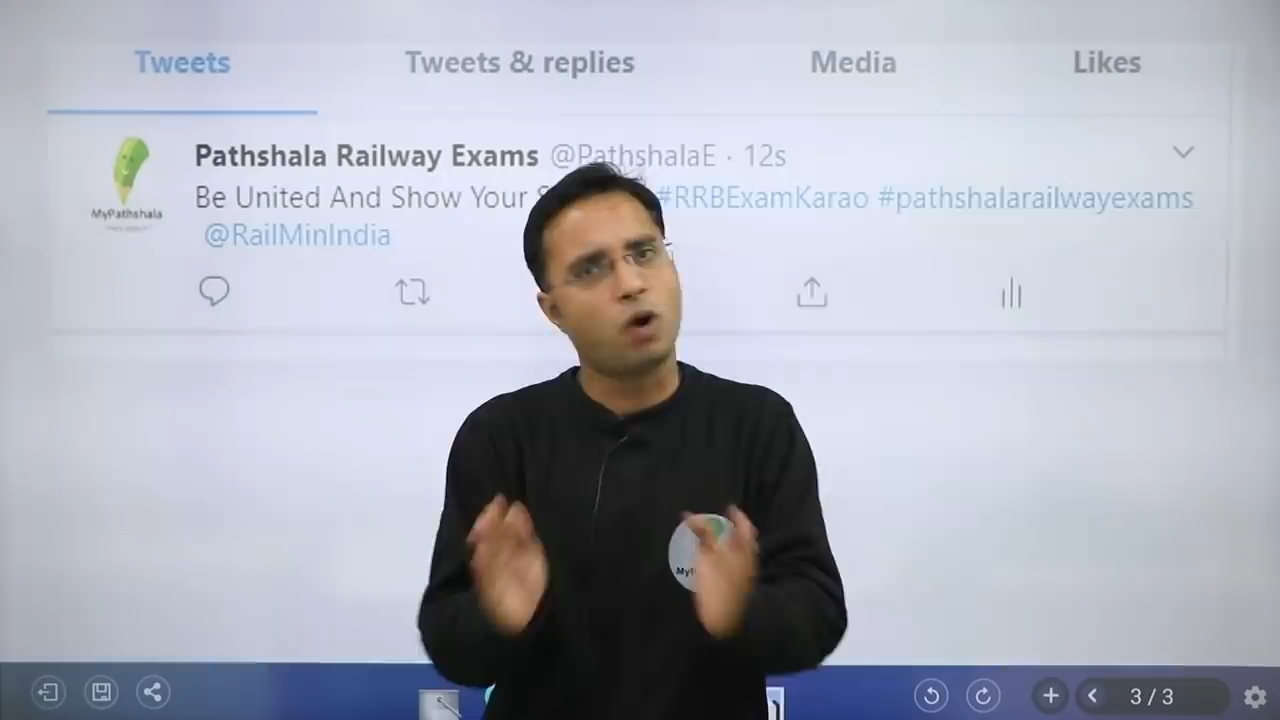 Tweets Tweets & replies Media Likes
Pathshala Railway Exams @PathshalaE · 12s
Be United And Show Your #RRBExamKarao #pathshalarailwayexams
@RailMinIndia
MyPathshala
3 / 3